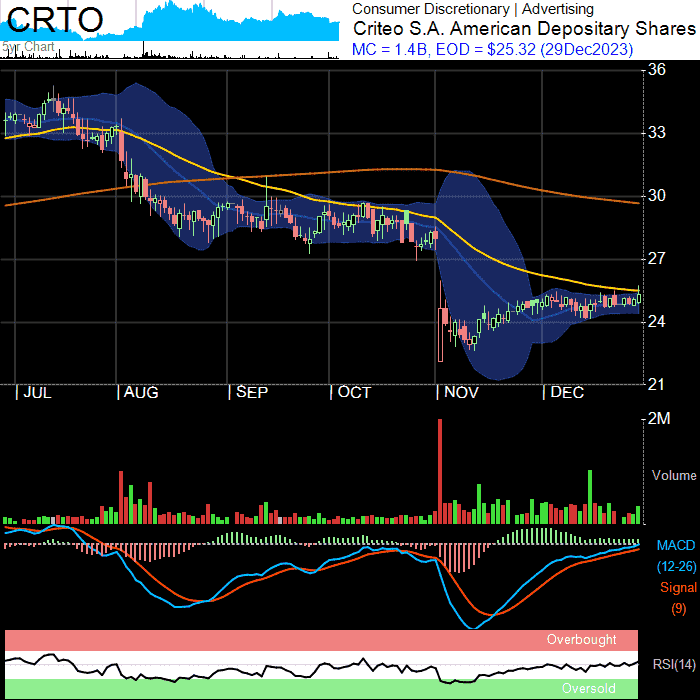 CRTO
5yr Chart
Consumer Discretionary | Advertising
Criteo S.A. American Depositary Shares
MC = 1.4B, EOD = $25.32 (29Dec2023)
36
33
30
27
24
21
| JUL | AUG | SEP | OCT | NOV | DEC
2M
Volume
MACD
(12-26)
Signal
(9)
Overbought
RSI(14)
Oversold